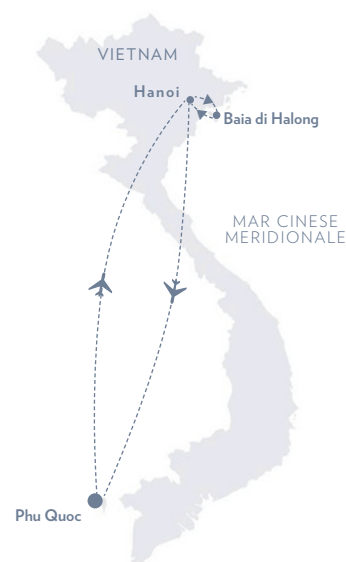 VIETNAM
Hanoi
Baia di Halong
MAR CINESE
MERIDIONALE
Phu Quoc